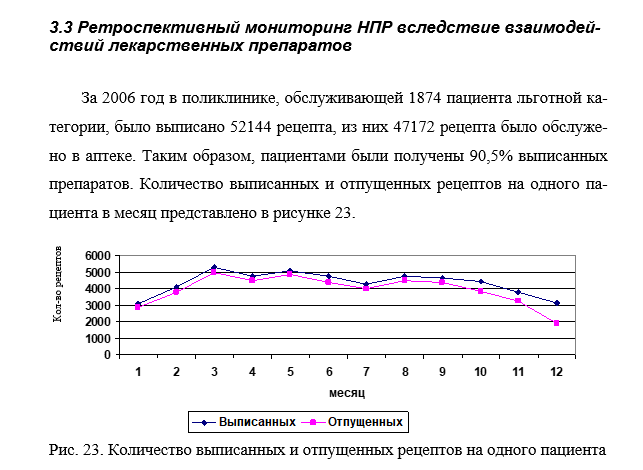 3.3 Ретроспективный мониторинг НПР вследствие взаимодей-
ствий лекарственных препаратов
За 2006 год в поликлинике, обслуживающей 1874 пациента льготной ка-
тегории, было выписано 52144 рецепта, из них 47172 рецепта было обслуже-
но в аптеке. Таким образом, пациентами были получены 90,5% выписанных
препаратов. Количество выписанных и отпущенных рецептов на одного па-
циента в месяц представлено в рисунке 23.
Кол-во рецептов
6000
5000
4000
3000
2000
1000
0
1 2 3 4 5 6 7 8 9 10 11 12
месяц
Выписанных Отпущенных
Рис. 23. Количество выписанных и отпущенных рецептов на одного пациента